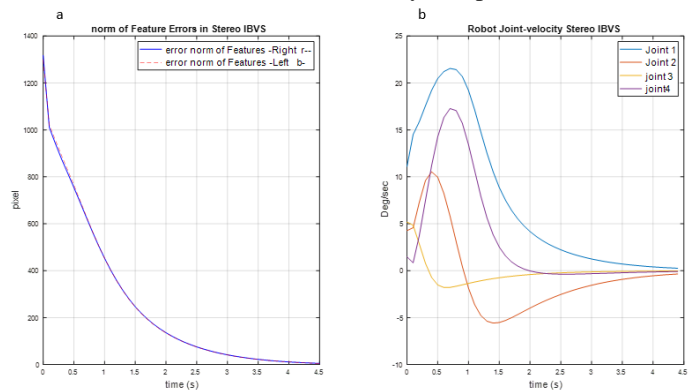 a
norm of Feature Errors in Stereo IBVS
error norm of Features -Right r--
error norm of Features -Left b-
1400
1200
1000
800
600
400
200
0
pixel
0 0.5 1 1.5 2 2.5 3 3.5 4 4.5
time (s)
b
Robot Joint-velocity Stereo IBVS
Joint 1
Joint 2
joint3
joint4
25
20
15
10
5
0
-5
-10
Deg/sec
0 0.5 1 1.5 2 2.5 3 3.5 4 4.5
time (s)